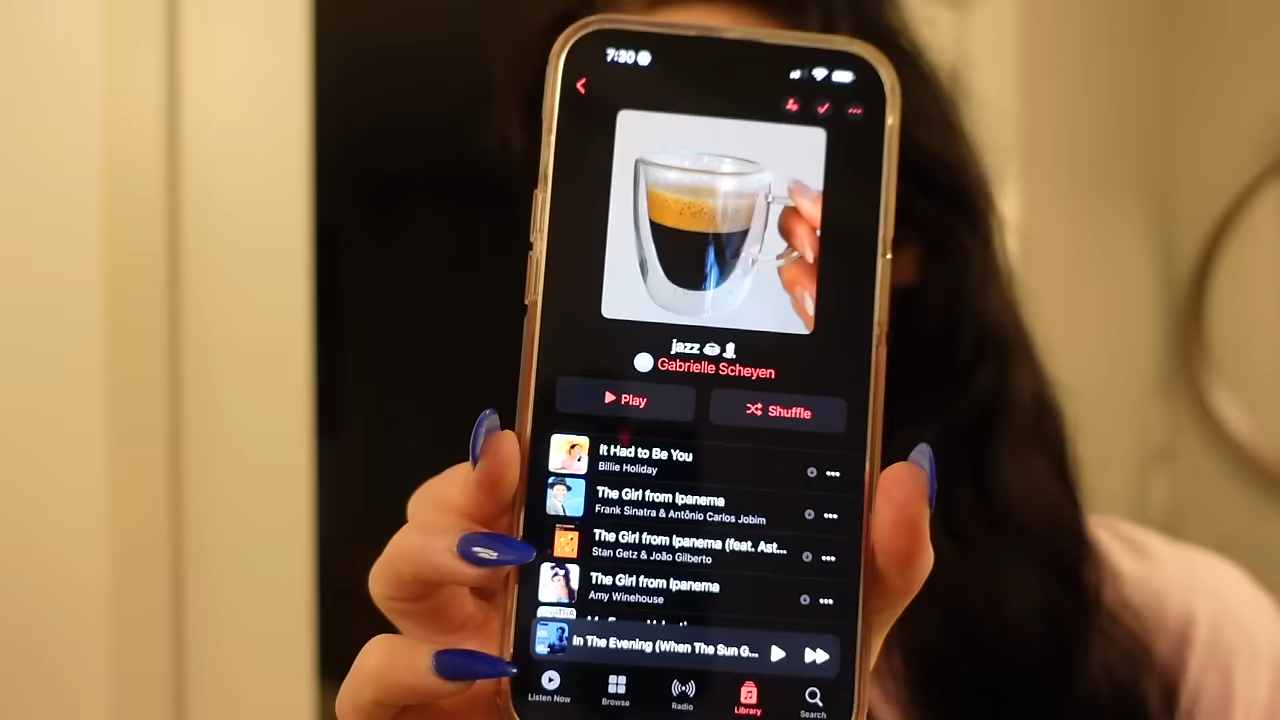 7:30
jazz
Gabrielle Scheyen
Play
Shuffle
It Had to Be You
Billie Holiday
The Girl from Ipanema
Frank Sinatra & Antônio Carlos Jobim
The Girl from Ipanema (feat. Ast...
Stan Getz & João Gilberto
The Girl from Ipanema
Amy Winehouse
In The Evening (When The Sun G...
Listen Now
Browse
Radio
Library
Search